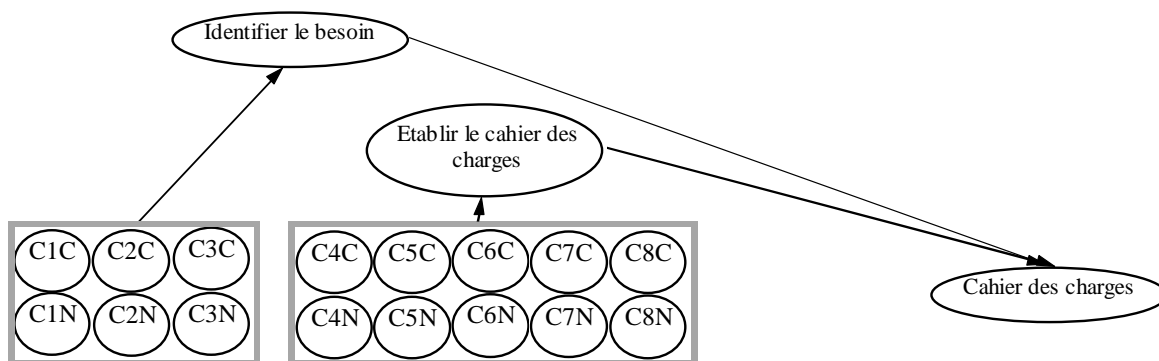 Identifier le besoin
Etablir le cahier des
charges
C1C C2C C3C
C1N C2N C3N
C4C C5C C6C C7C C8C
C4N C5N C6N C7N C8N
Cahier des charges